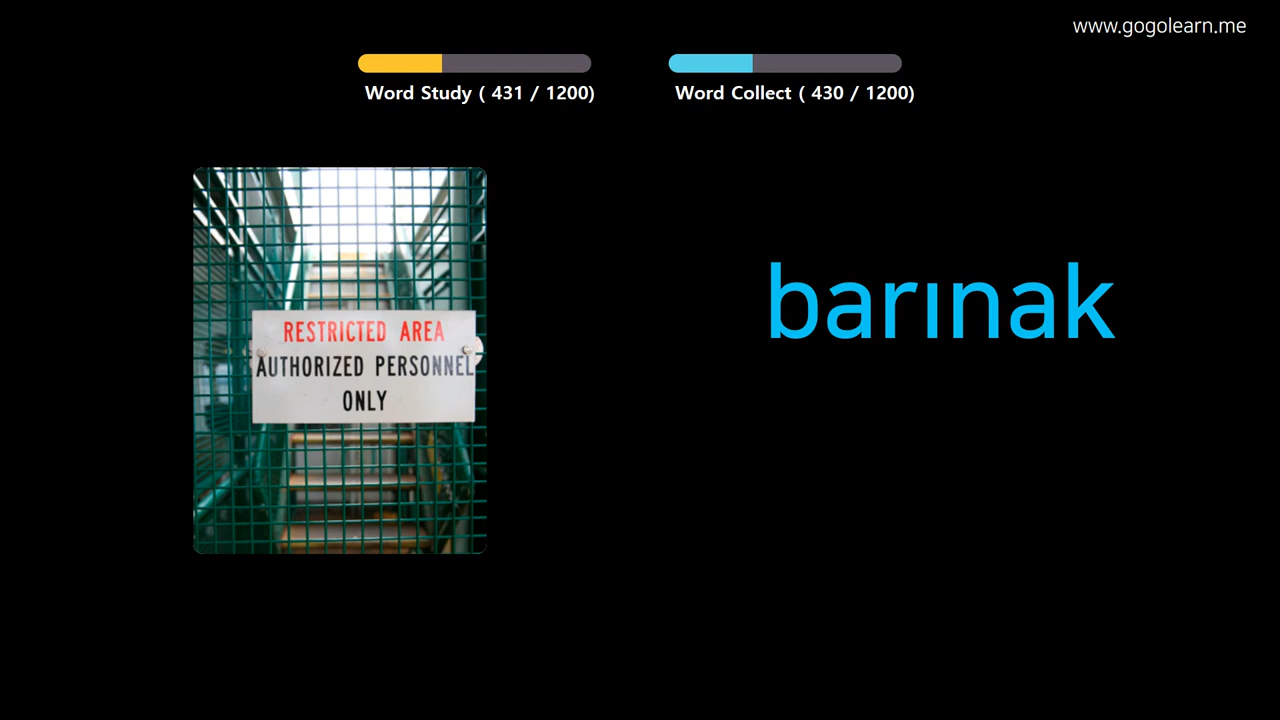 www.gogolearn.me
Word Study ( 431 / 1200)
Word Collect ( 430 / 1200)
RESTRICTED AREA
AUTHORIZED PERSONNEL
ONLY
barınak